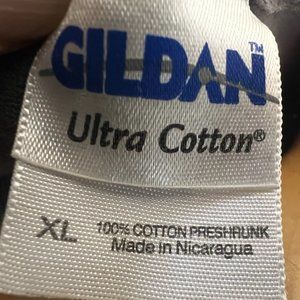 GILDAN™
Ultra Cotton®
XL 100% COTTON PRESHRUNK
Made in Nicaragua